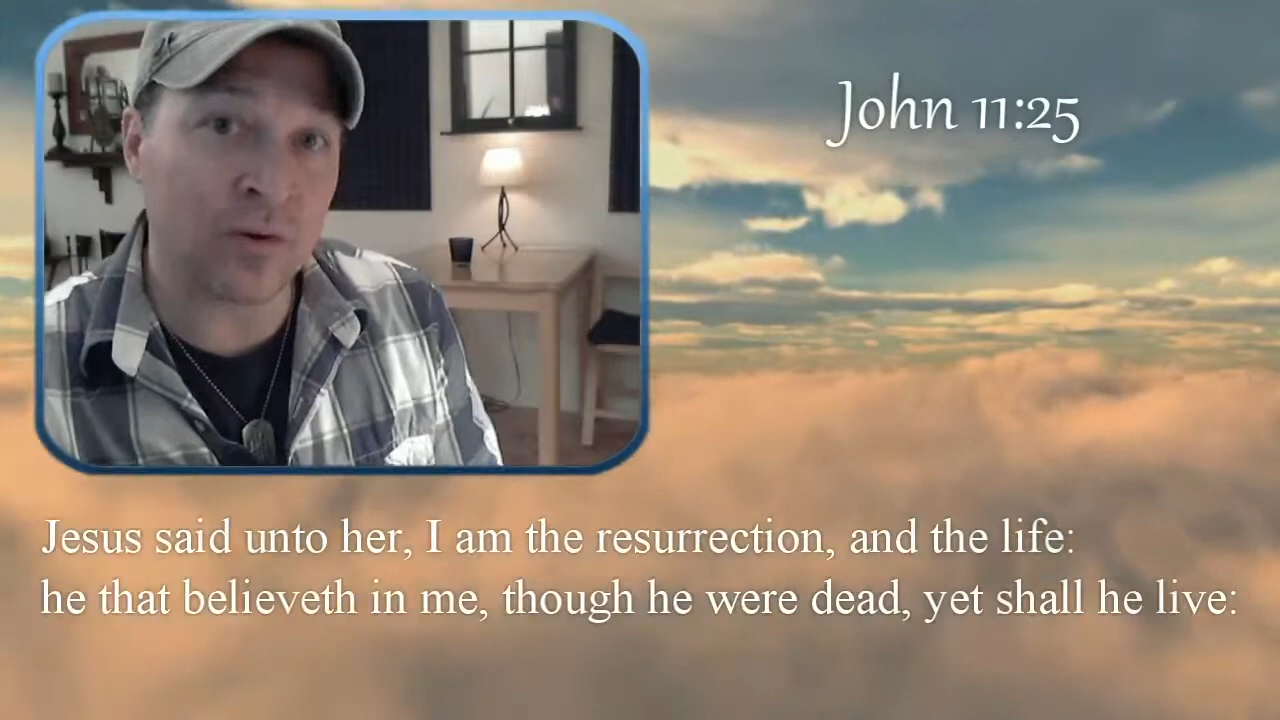 John 11:25
Jesus said unto her, I am the resurrection, and the life:
he that believeth in me, though he were dead, yet shall he live: